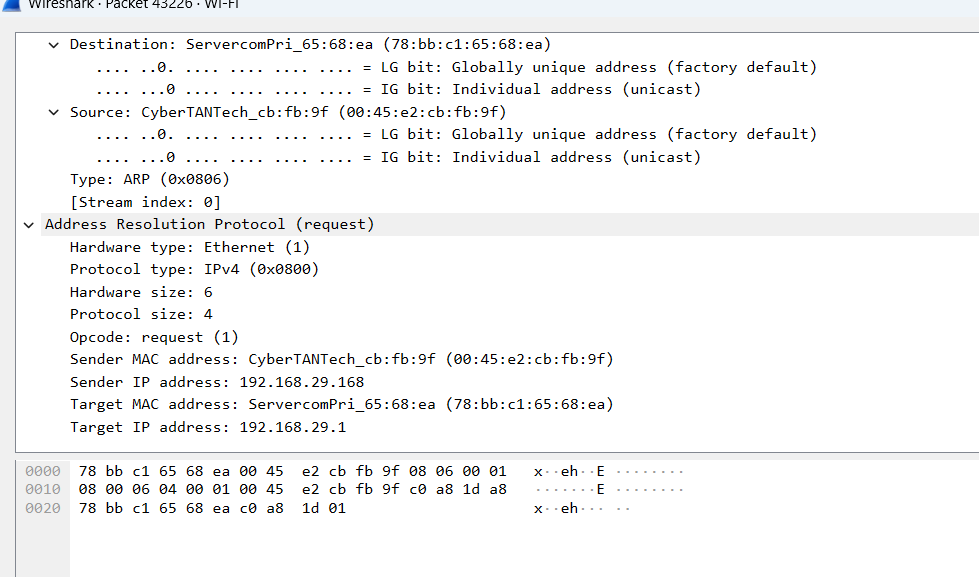 Wireshark · Packet 43226 · Wi-Fi
Destination: ServercomPri_65:68:ea (78:bb:c1:65:68:ea)
.... ..0. .... .... .... .... = LG bit: Globally unique address (factory default)
.... ...0 .... .... .... .... = IG bit: Individual address (unicast)
Source: CyberTANTech_cb:fb:9f (00:45:e2:cb:fb:9f)
.... ..0. .... .... .... .... = LG bit: Globally unique address (factory default)
.... ...0 .... .... .... .... = IG bit: Individual address (unicast)
Type: ARP (0x0806)
[Stream index: 0]
Address Resolution Protocol (request)
Hardware type: Ethernet (1)
Protocol type: IPv4 (0x0800)
Hardware size: 6
Protocol size: 4
Opcode: request (1)
Sender MAC address: CyberTANTech_cb:fb:9f (00:45:e2:cb:fb:9f)
Sender IP address: 192.168.29.168
Target MAC address: ServercomPri_65:68:ea (78:bb:c1:65:68:ea)
Target IP address: 192.168.29.1
0000 78 bb c1 65 68 ea 00 45 e2 cb fb 9f 08 06 00 01 x··eh··E ········
0010 08 00 06 04 00 01 00 45 e2 cb fb 9f c0 a8 1d a8 ·······E ········
0020 78 bb c1 65 68 ea c0 a8 1d 01 x··eh··· ··